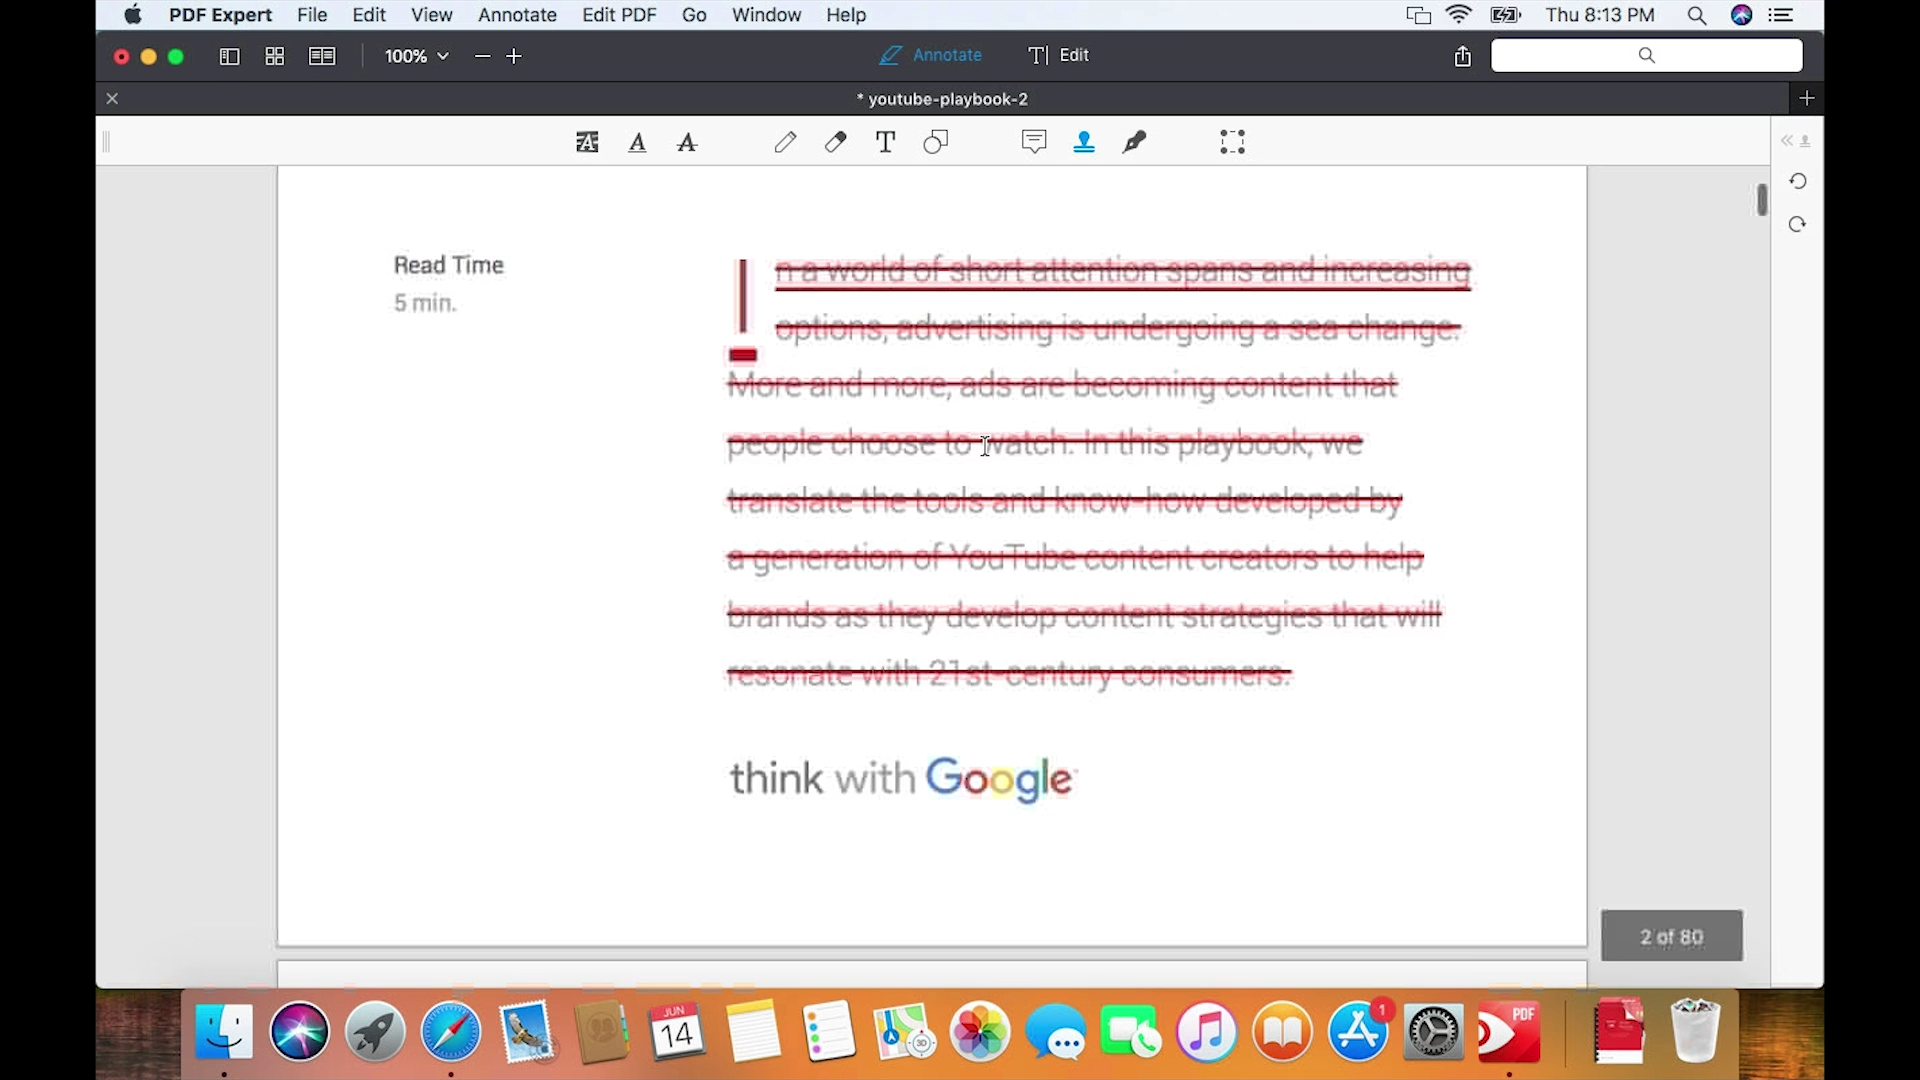 PDF Expert File Edit View Annotate Edit PDF Go Window Help Thu 8:13 PM
100% Annotate T Edit
* youtube-playbook-2
A A A T
Read Time
5 min.
In a world of short attention spans and increasing
options, advertising is undergoing a sea change.
More and more, ads are becoming content that
people choose to watch. In this playbook, we
translate the tools and know-how developed by
a generation of YouTube content creators to help
brands as they develop content strategies that will
resonate with 21st-century consumers.
think with Google
2 of 80
JUN
14
3D
1
PDF